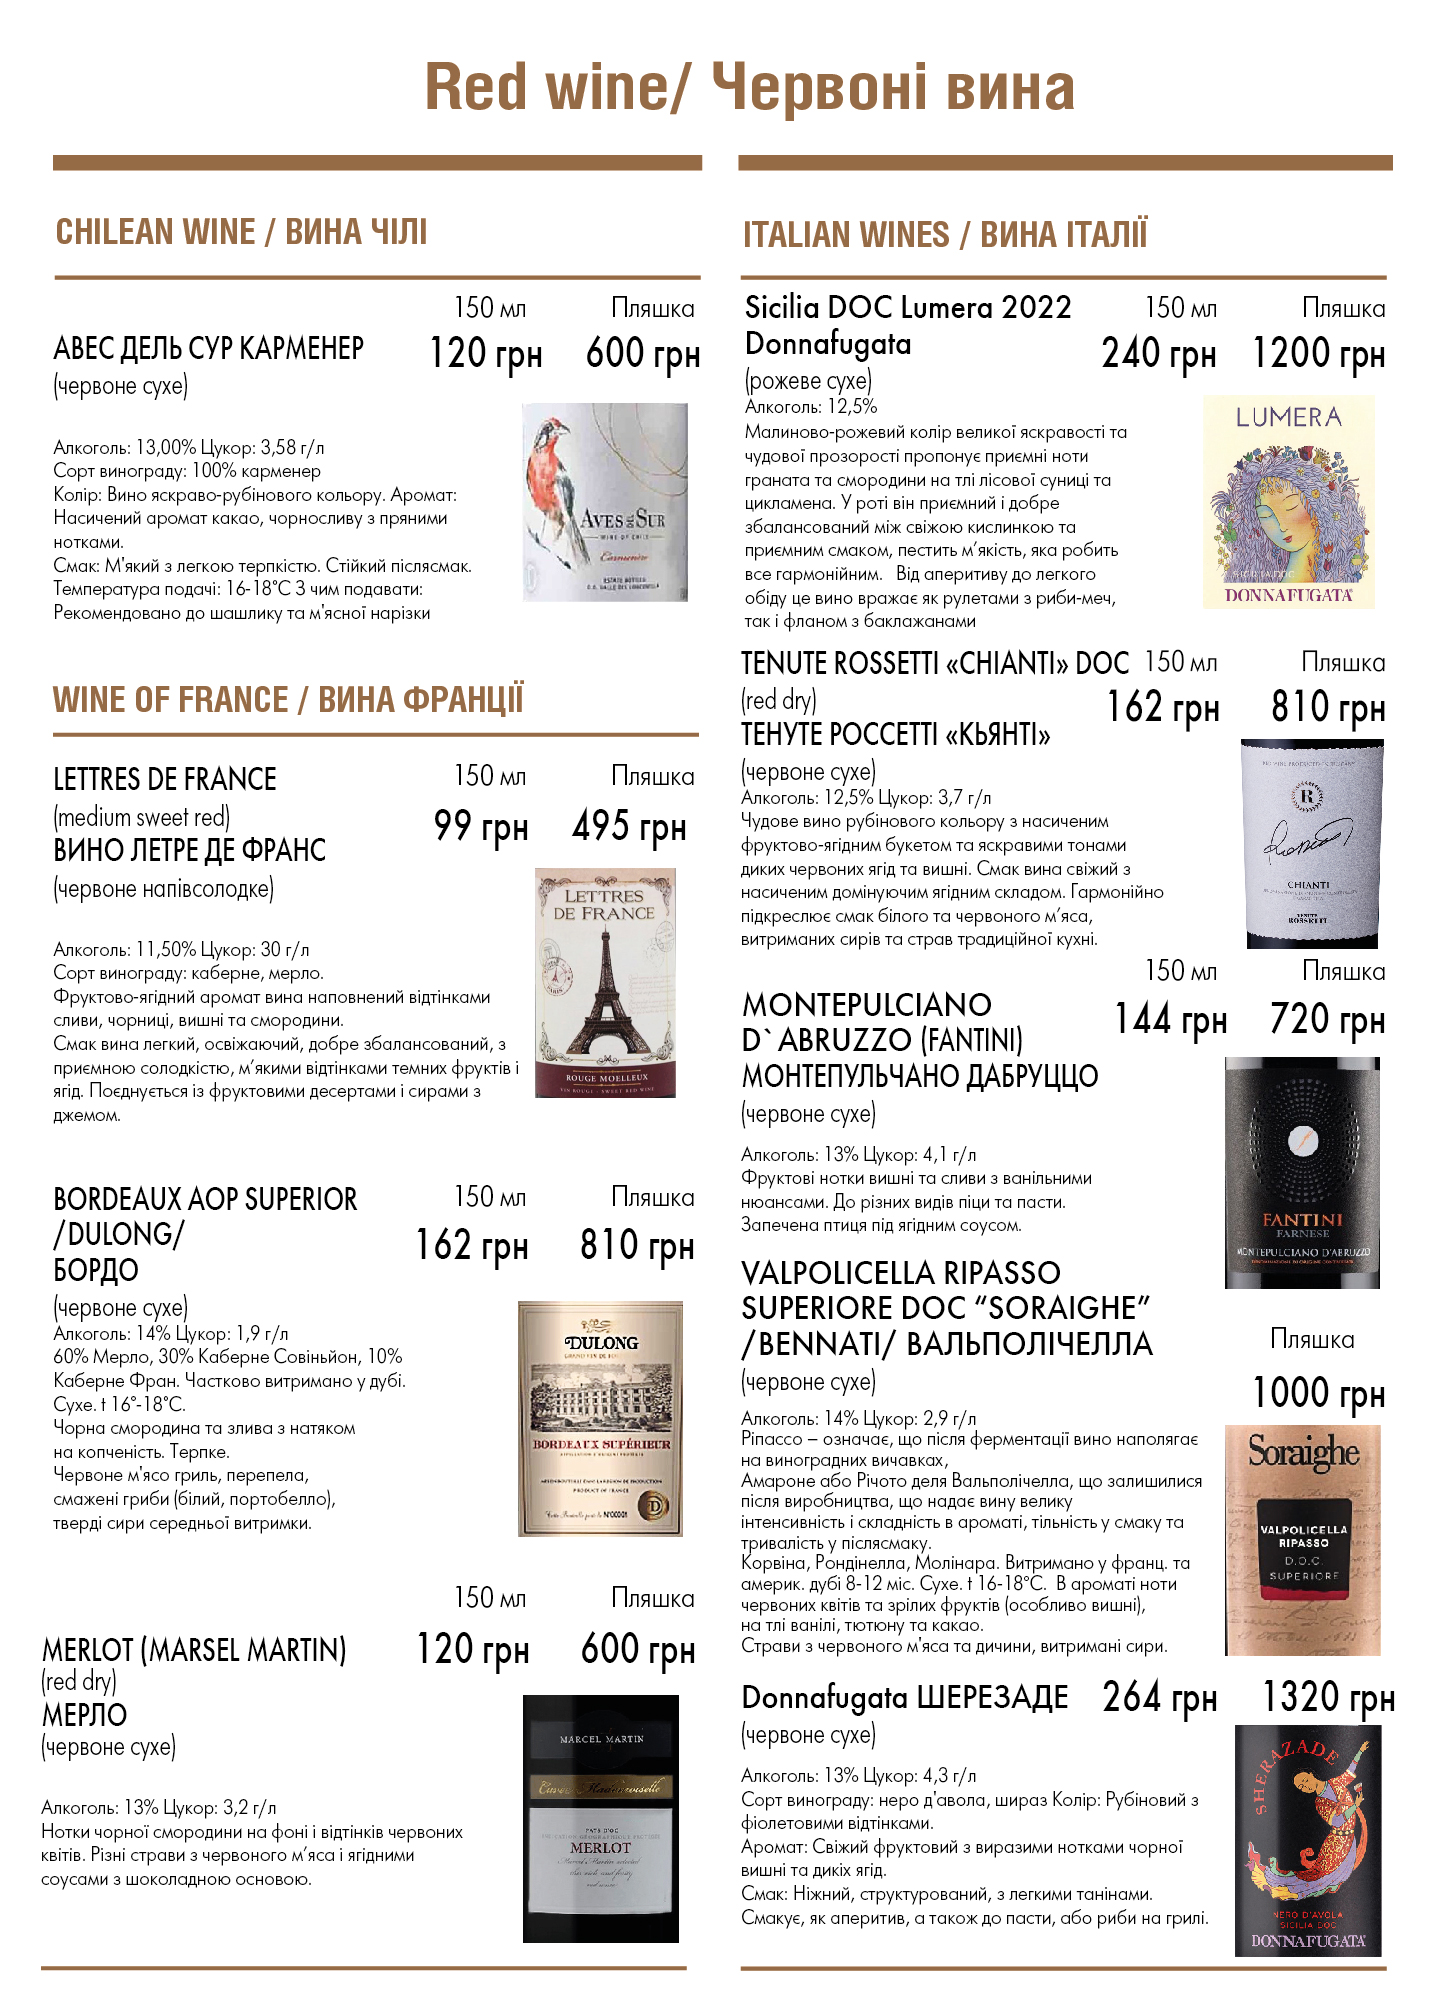 Red wine/ Червоні вина
CHILEAN WINE / ВИНА ЧІЛІ
150 мл Пляшка
АВЕС ДЕЛЬ СУР КАРМЕНЕР 120 грн 600 грн
(червоне сухе)
Алкоголь: 13,00% Цукор: 3,58 г/л
Сорт винограду: 100% карменер
Колір: Вино яскраво-рубінового кольору. Аромат:
Насичений аромат какао, чорносливу з пряними
нотками.
Смак: М'який з легкою терпкістю. Стійкий післясмак.
Температура подачі: 16-18°C З чим подавати:
Рекомендовано до шашлику та м'ясної нарізки
AVES DEL SUR
WINE OF CHILE
Carmenère
ESTATE BOTTLED
WINE OF FRANCE / ВИНА ФРАНЦІЇ
LETTRES DE FRANCE 150 мл Пляшка
(medium sweet red) 99 грн 495 грн
ВИНО ЛЕТРЕ ДЕ ФРАНС
(червоне напівсолодке)
Алкоголь: 11,50% Цукор: 30 г/л
Сорт винограду: каберне, мерло.
Фруктово-ягідний аромат вина наповнений відтінками
сливи, чорниці, вишні та смородини.
Смак вина легкий, освіжаючий, добре збалансований, з
приємною солодкістю, м’якими відтінками темних фруктів і
ягід. Поєднується із фруктовими десертами і сирами з
джемом.
LETTRES
DE FRANCE
PARIS
ROUGE MOELLEUX
VIN ROUGE - SWEET RED WINE
BORDEAUX AOP SUPERIOR 150 мл Пляшка
/DULONG/ 162 грн 810 грн
БОРДО
(червоне сухе)
Алкоголь: 14% Цукор: 1,9 г/л
60% Мерло, 30% Каберне Совіньйон, 10%
Каберне Фран. Частково витримано у дубі.
Сухе. t 16°-18°C.
Чорна смородина та злива з натяком
на копченість. Терпке.
Червоне м'ясо гриль, перепела,
смажені гриби (білий, портобелло),
тверді сири середньої витримки.
DULONG
BORDEAUX SUPÉRIEUR
PRODUCT OF FRANCE
D
150 мл Пляшка
MERLOT (MARSEL MARTIN) 120 грн 600 грн
(red dry)
МЕРЛО
(червоне сухе)
Алкоголь: 13% Цукор: 3,2 г/л
Нотки чорної смородини на фоні і відтінків червоних
квітів. Різні страви з червоного м’яса і ягідними
соусами з шоколадною основою.
MARCEL MARTIN
Cuvée Mademoiselle
PAYS D'OC
MERLOT
ITALIAN WINES / ВИНА ІТАЛІЇ
Sicilia DOC Lumera 2022 150 мл Пляшка
Donnafugata 240 грн 1200 грн
(рожеве сухе)
Алкоголь: 12,5%
Малиново-рожевий колір великої яскравості та
чудової прозорості пропонує приємні ноти
граната та смородини на тлі лісової суниці та
цикламена. У роті він приємний і добре
збалансований між свіжою кислинкою та
приємним смаком, пестить м’якість, яка робить
все гармонійним. Від аперитиву до легкого
обіду це вино вражає як рулетами з риби-меч,
так і фланом з баклажанами
LUMERA
DONNAFUGATA
TENUTE ROSSETTI «CHIANTI» DOC 150 мл Пляшка
(red dry) 162 грн 810 грн
ТЕНУТЕ РОССЕТТІ «КЬЯНТІ»
(червоне сухе)
Алкоголь: 12,5% Цукор: 3,7 г/л
Чудове вино рубінового кольору з насиченим
фруктово-ягідним букетом та яскравими тонами
диких червоних ягід та вишні. Смак вина свіжий з
насиченим домінуючим ягідним складом. Гармонійно
підкреслює смак білого та червоного м’яса,
витриманих сирів та страв традиційної кухні.
R
CHIANTI
TENUTE
ROSSETTI
150 мл Пляшка
MONTEPULCIANO 144 грн 720 грн
D`ABRUZZO (FANTINI)
МОНТЕПУЛЬЧАНО ДАБРУЦЦО
(червоне сухе)
Алкоголь: 13% Цукор: 4,1 г/л
Фруктові нотки вишні та сливи з ванільними
нюансами. До різних видів піци та пасти.
Запечена птиця під ягідним соусом.
FANTINI
FARNESE
MONTEPULCIANO D'ABRUZZO
VALPOLICELLA RIPASSO
SUPERIORE DOC “SORAIGHE”
/BENNATI/ ВАЛЬПОЛІЧЕЛЛА Пляшка
(червоне сухе) 1000 грн
Алкоголь: 14% Цукор: 2,9 г/л
Ріпассо – означає, що після ферментації вино наполягає
на виноградних вичавках,
Амароне або Річото деля Вальполічелла, що залишилися
після виробництва, що надає вину велику
інтенсивність і складність в ароматі, тільність у смаку та
тривалість у післясмаку.
Корвіна, Рондінелла, Молінара. Витримано у франц. та
америк. дубі 8-12 міс. Сухе. t 16-18°C. В ароматі ноти
червоних квітів та зрілих фруктів (особливо вишні),
на тлі ванілі, тютюну та какао.
Страви з червоного м'яса та дичини, витримані сири.
Soraighe
VALPOLICELLA
RIPASSO
D.O.C.
SUPERIORE
Donnafugata ШЕРЕЗАДЕ 264 грн 1320 грн
(червоне сухе)
Алкоголь: 13% Цукор: 4,3 г/л
Сорт винограду: неро д'авола, шираз Колір: Рубіновий з
фіолетовими відтінками.
Аромат: Свіжий фруктовий з виразими нотками чорної
вишні та дикіх ягід.
Смак: Ніжний, структурований, з легкими танінами.
Смакує, як аперитив, а також до пасти, або риби на грилі.
SHERAZADE
NERO D'AVOLA
SICILIA DOC
DONNAFUGATA